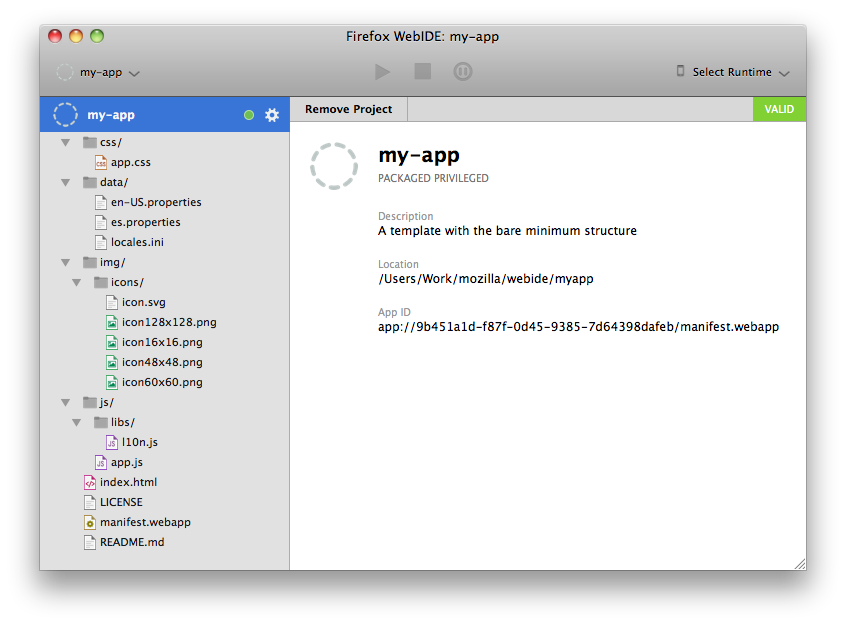 Firefox WebIDE: my-app
my-app
Select Runtime
my-app
css/
app.css
data/
en-US.properties
es.properties
locales.ini
img/
icons/
icon.svg
icon128x128.png
icon16x16.png
icon48x48.png
icon60x60.png
js/
libs/
l10n.js
app.js
index.html
LICENSE
manifest.webapp
README.md
Remove Project
VALID
my-app
PACKAGED PRIVILEGED
Description
A template with the bare minimum structure
Location
/Users/Work/mozilla/webide/myapp
App ID
app://9b451a1d-f87f-0d45-9385-7d64398dafeb/manifest.webapp